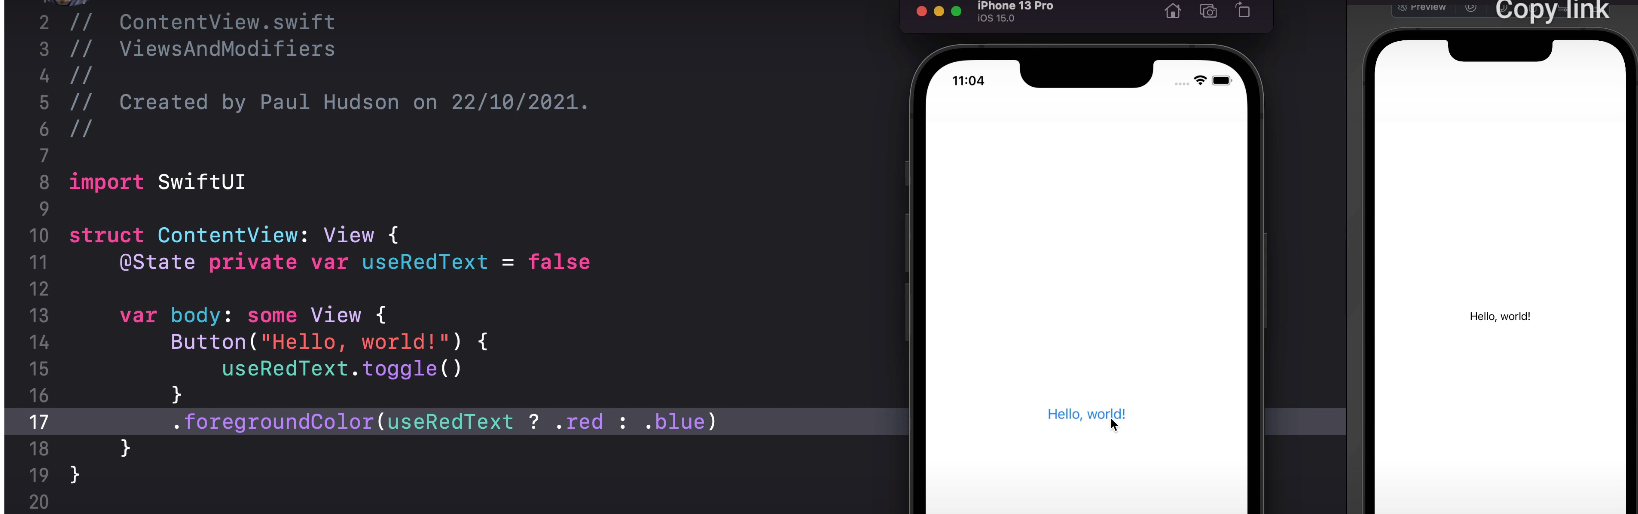 2 //  ContentView.swift
3 //  ViewsAndModifiers
4 //
5 //  Created by Paul Hudson on 22/10/2021.
6 //
7
8 import SwiftUI
9
10 struct ContentView: View {
11     @State private var useRedText = false
12
13     var body: some View {
14         Button("Hello, world!") {
15             useRedText.toggle()
16         }
17         .foregroundColor(useRedText ? .red : .blue)
18     }
19 }
20
iPhone 13 Pro
iOS 15.0
11:04
Hello, world!
Preview
Copy link
Hello, world!